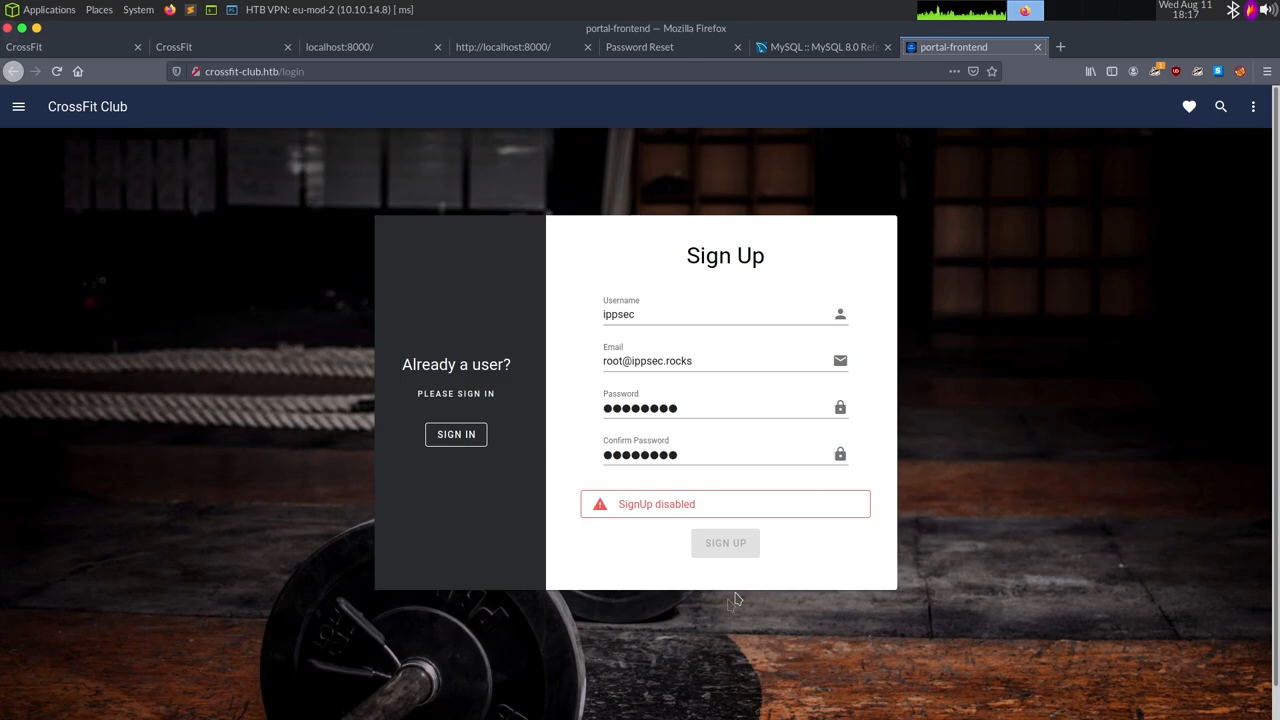 Applications Places System HTB VPN: eu-mod-2 (10.10.14.8) [ ms] Wed Aug 11 18:17
portal-frontend — Mozilla Firefox
CrossFit CrossFit localhost:8000/ http://localhost:8000/ Password Reset MySQL :: MySQL 8.0 Ref portal-frontend
crossfit-club.htb/login
CrossFit Club
Sign Up
Username
ippsec
Email
root@ippsec.rocks
Already a user?
PLEASE SIGN IN
Password
Confirm Password
SIGN IN
SignUp disabled
SIGN UP